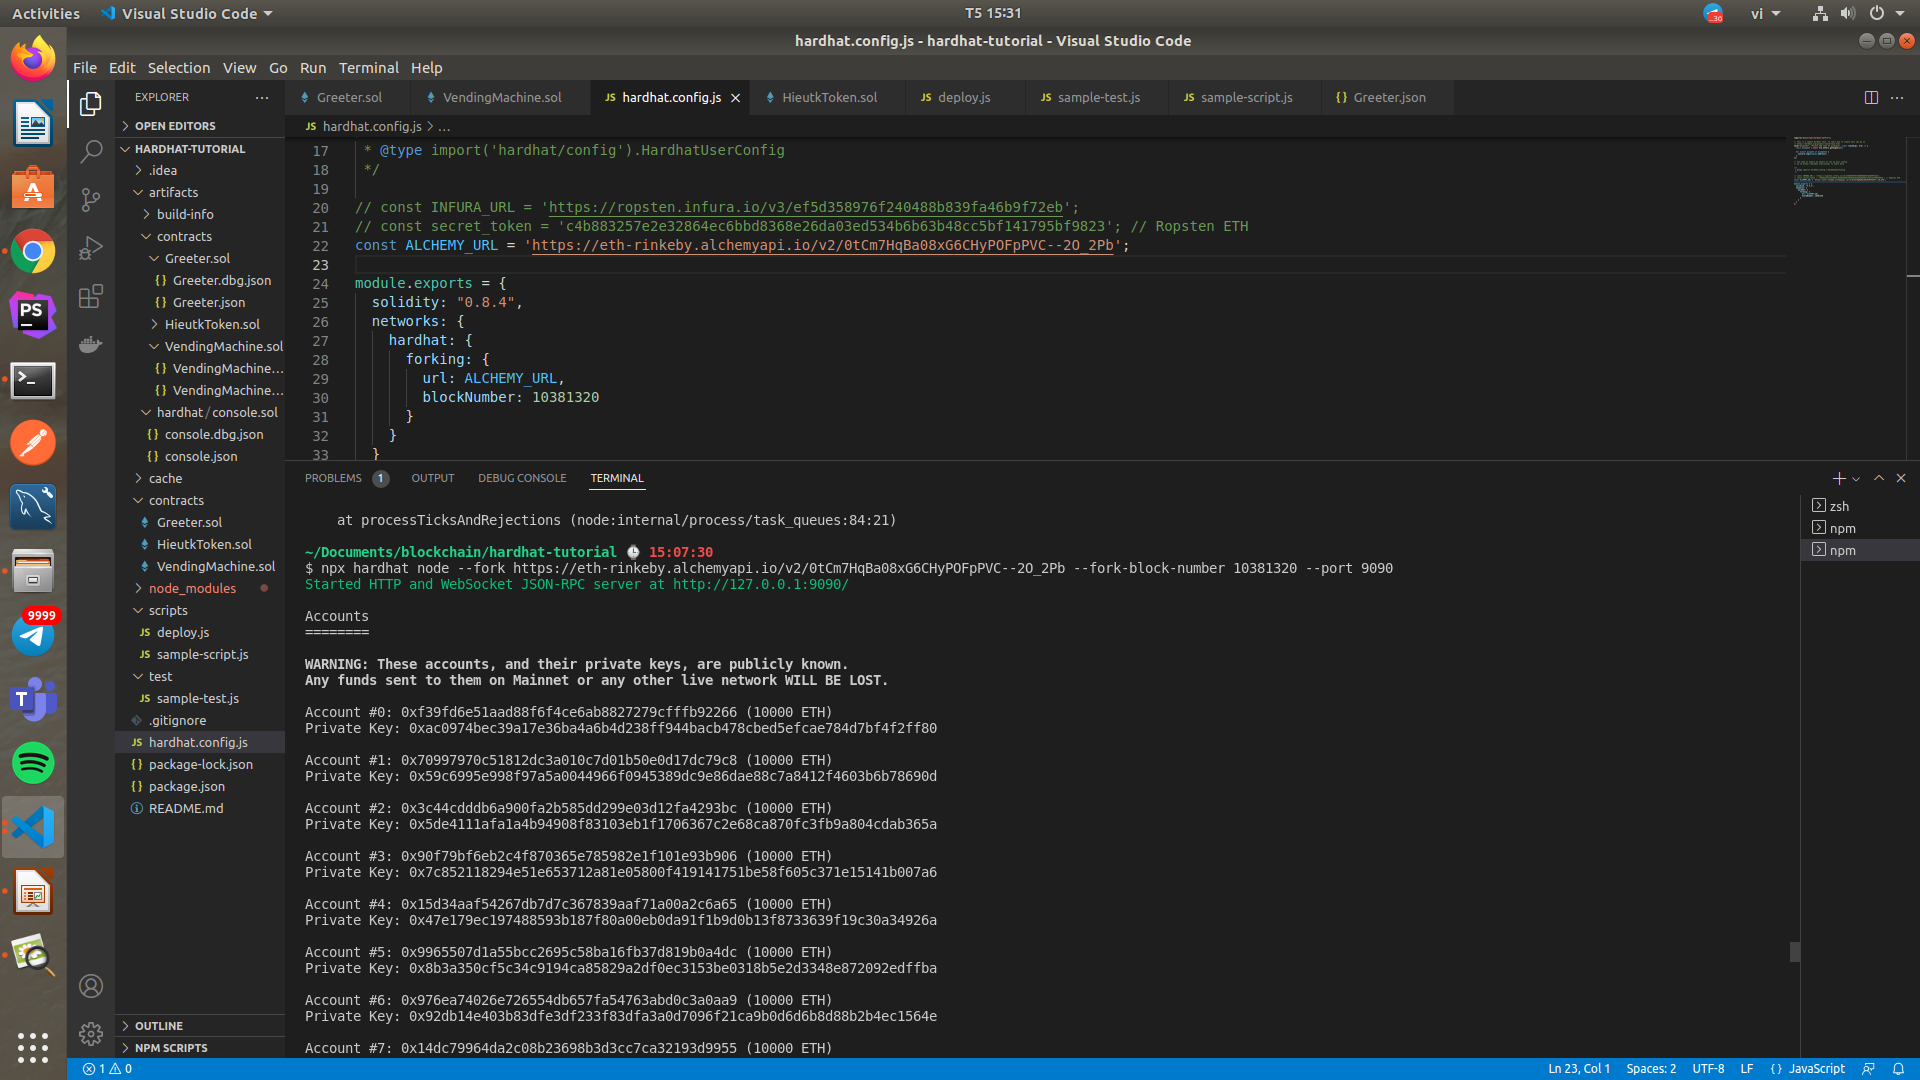 Activities
Visual Studio Code
T5 15:31
30
vi
hardhat.config.js - hardhat-tutorial - Visual Studio Code
File Edit Selection View Go Run Terminal Help
EXPLORER
Greeter.sol
VendingMachine.sol
JS hardhat.config.js
HieutkToken.sol
JS deploy.js
JS sample-test.js
JS sample-script.js
{} Greeter.json
JS hardhat.config.js > ...
OPEN EDITORS
HARDHAT-TUTORIAL
.idea
artifacts
build-info
contracts
Greeter.sol
{} Greeter.dbg.json
{} Greeter.json
HieutkToken.sol
VendingMachine.sol
{} VendingMachine...
{} VendingMachine...
hardhat/console.sol
{} console.dbg.json
{} console.json
cache
contracts
Greeter.sol
HieutkToken.sol
VendingMachine.sol
node_modules
scripts
JS deploy.js
JS sample-script.js
test
JS sample-test.js
.gitignore
JS hardhat.config.js
{} package-lock.json
{} package.json
README.md
OUTLINE
NPM SCRIPTS
17 * @type import('hardhat/config').HardhatUserConfig
18 */
19
20 // const INFURA_URL = 'https://ropsten.infura.io/v3/ef5d358976f240488b839fa46b9f72eb';
21 // const secret_token = 'c4b883257e2e32864ec6bbd8368e26da03ed534b6b63b48cc5bf141795bf9823'; // Ropsten ETH
22 const ALCHEMY_URL = 'https://eth-rinkeby.alchemyapi.io/v2/0tCm7HqBa08xG6CHyPOFpPVC--2O_2Pb';
23
24 module.exports = {
25 solidity: "0.8.4",
26 networks: {
27 hardhat: {
28 forking: {
29 url: ALCHEMY_URL,
30 blockNumber: 10381320
31 }
32 }
33 }
PROBLEMS 1 OUTPUT DEBUG CONSOLE TERMINAL
zsh
npm
npm
at processTicksAndRejections (node:internal/process/task_queues:84:21)
~/Documents/blockchain/hardhat-tutorial ⌚ 15:07:30
$ npx hardhat node --fork https://eth-rinkeby.alchemyapi.io/v2/0tCm7HqBa08xG6CHyPOFpPVC--2O_2Pb --fork-block-number 10381320 --port 9090
Started HTTP and WebSocket JSON-RPC server at http://127.0.0.1:9090/
Accounts
========
WARNING: These accounts, and their private keys, are publicly known.
Any funds sent to them on Mainnet or any other live network WILL BE LOST.
Account #0: 0xf39fd6e51aad88f6f4ce6ab8827279cfffb92266 (10000 ETH)
Private Key: 0xac0974bec39a17e36ba4a6b4d238ff944bacb478cbed5efcae784d7bf4f2ff80
Account #1: 0x70997970c51812dc3a010c7d01b50e0d17dc79c8 (10000 ETH)
Private Key: 0x59c6995e998f97a5a0044966f0945389dc9e86dae88c7a8412f4603b6b78690d
Account #2: 0x3c44cdddb6a900fa2b585dd299e03d12fa4293bc (10000 ETH)
Private Key: 0x5de4111afa1a4b94908f83103eb1f1706367c2e68ca870fc3fb9a804cdab365a
Account #3: 0x90f79bf6eb2c4f870365e785982e1f101e93b906 (10000 ETH)
Private Key: 0x7c852118294e51e653712a81e05800f419141751be58f605c371e15141b007a6
Account #4: 0x15d34aaf54267db7d7c367839aaf71a00a2c6a65 (10000 ETH)
Private Key: 0x47e179ec197488593b187f80a00eb0da91f1b9d0b13f8733639f19c30a34926a
Account #5: 0x9965507d1a55bcc2695c58ba16fb37d819b0a4dc (10000 ETH)
Private Key: 0x8b3a350cf5c34c9194ca85829a2df0ec3153be0318b5e2d3348e872092edffba
Account #6: 0x976ea74026e726554db657fa54763abd0c3a0aa9 (10000 ETH)
Private Key: 0x92db14e403b83dfe3df233f83dfa3a0d7096f21ca9b0d6d6b8d88b2b4ec1564e
Account #7: 0x14dc79964da2c08b23698b3d3cc7ca32193d9955 (10000 ETH)
PS
9999
T
1 0
Ln 23, Col 1 Spaces: 2 UTF-8 LF {} JavaScript